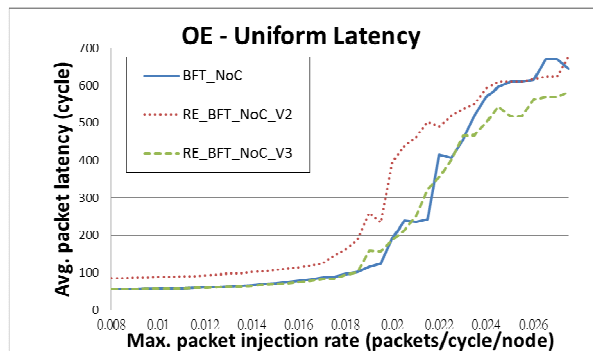 OE - Uniform Latency
700
600
500
400
300
200
100
0
Avg. packet latency (cycle)
BFT_NoC
RE_BFT_NoC_V2
RE_BFT_NoC_V3
0.008 0.01 0.012 0.014 0.016 0.018 0.02 0.022 0.024 0.026
Max. packet injection rate (packets/cycle/node)